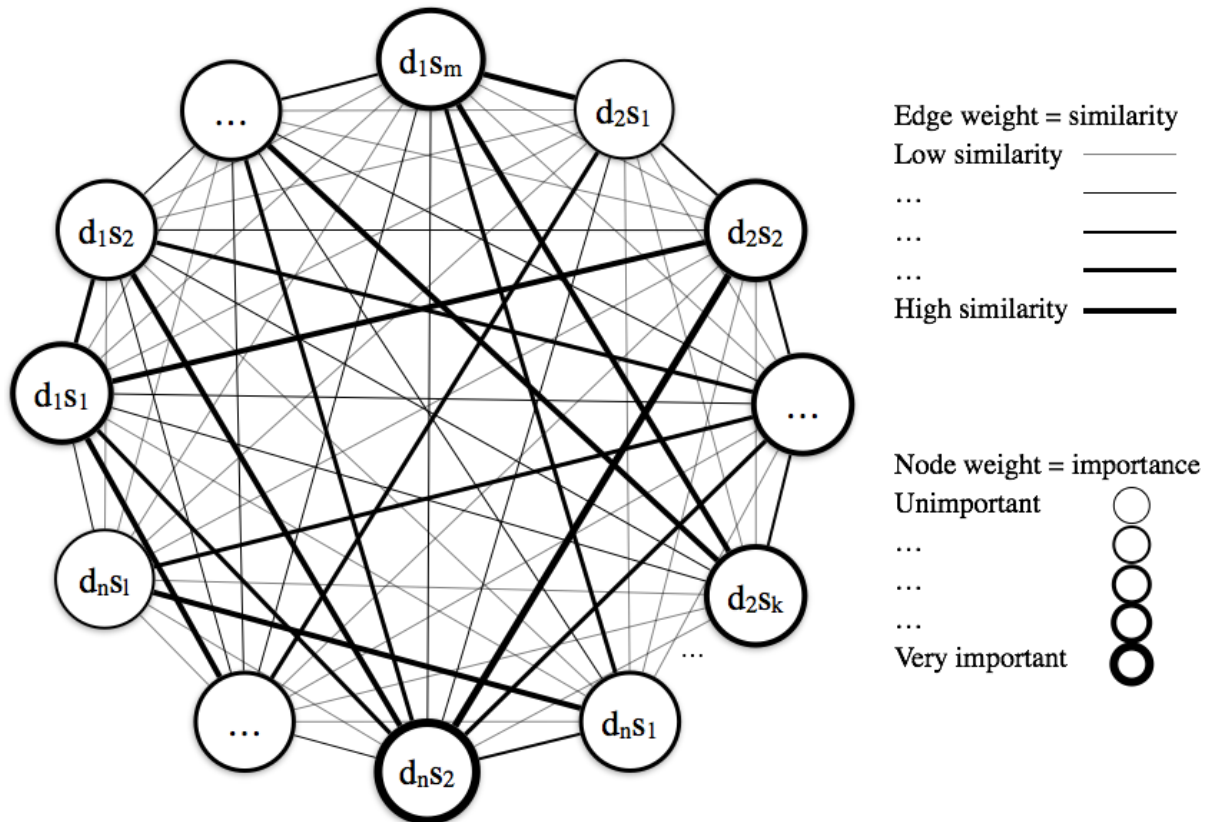 d₁sₘ
…
d₂s₁
d₁s₂
d₂s₂
d₁s₁
…
dₙsₗ
d₂sₖ
…
…
dₙs₁
dₙs₂
Edge weight = similarity
Low similarity
…
…
…
High similarity
Node weight = importance
Unimportant
…
…
…
Very important